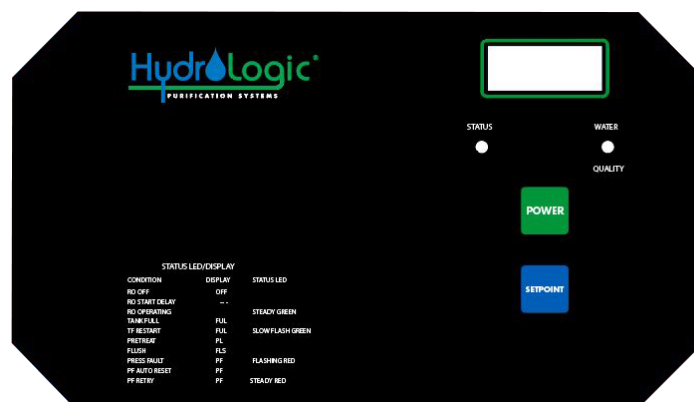 HydroLogic®
PURIFICATION SYSTEMS
STATUS WATER
QUALITY
POWER
SETPOINT
STATUS LED/DISPLAY
CONDITION DISPLAY STATUS LED
RO OFF OFF
RO START DELAY -- -
RO OPERATING STEADY GREEN
TANK FULL FUL
TF RESTART FUL SLOW FLASH GREEN
PRETREAT PL
FLUSH FLS
PRESS FAULT PF FLASHING RED
PF AUTO RESET PF
PF RETRY PF STEADY RED